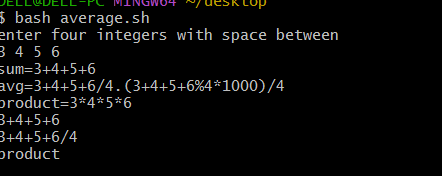 DELL@DELL-PC MINGW64 ~/desktop
$ bash average.sh
enter four integers with space between
3 4 5 6
sum=3+4+5+6
avg=3+4+5+6/4.(3+4+5+6%4*1000)/4
product=3*4*5*6
3+4+5+6
3+4+5+6/4
product